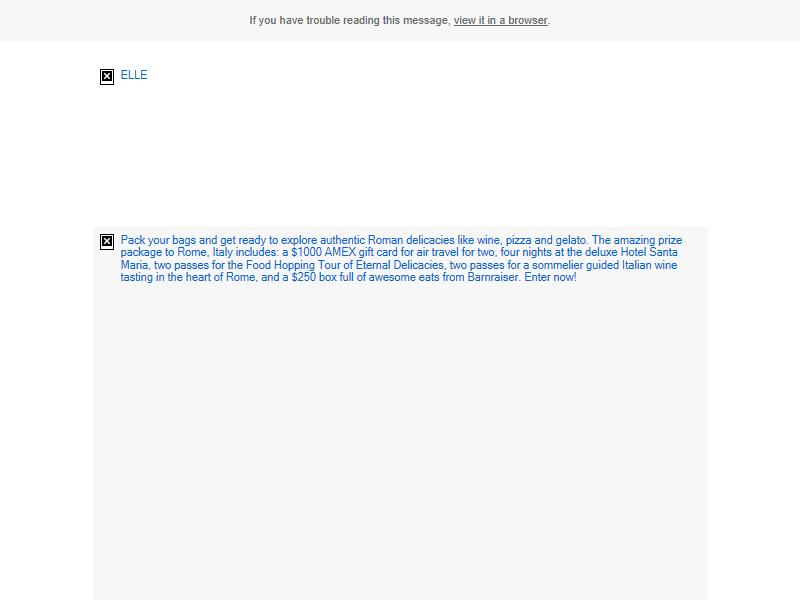 If you have trouble reading this message, view it in a browser.
ELLE
Pack your bags and get ready to explore authentic Roman delicacies like wine, pizza and gelato. The amazing prize
package to Rome, Italy includes: a $1000 AMEX gift card for air travel for two, four nights at the deluxe Hotel Santa
Maria, two passes for the Food Hopping Tour of Eternal Delicacies, two passes for a sommelier guided Italian wine
tasting in the heart of Rome, and a $250 box full of awesome eats from Barnraiser. Enter now!